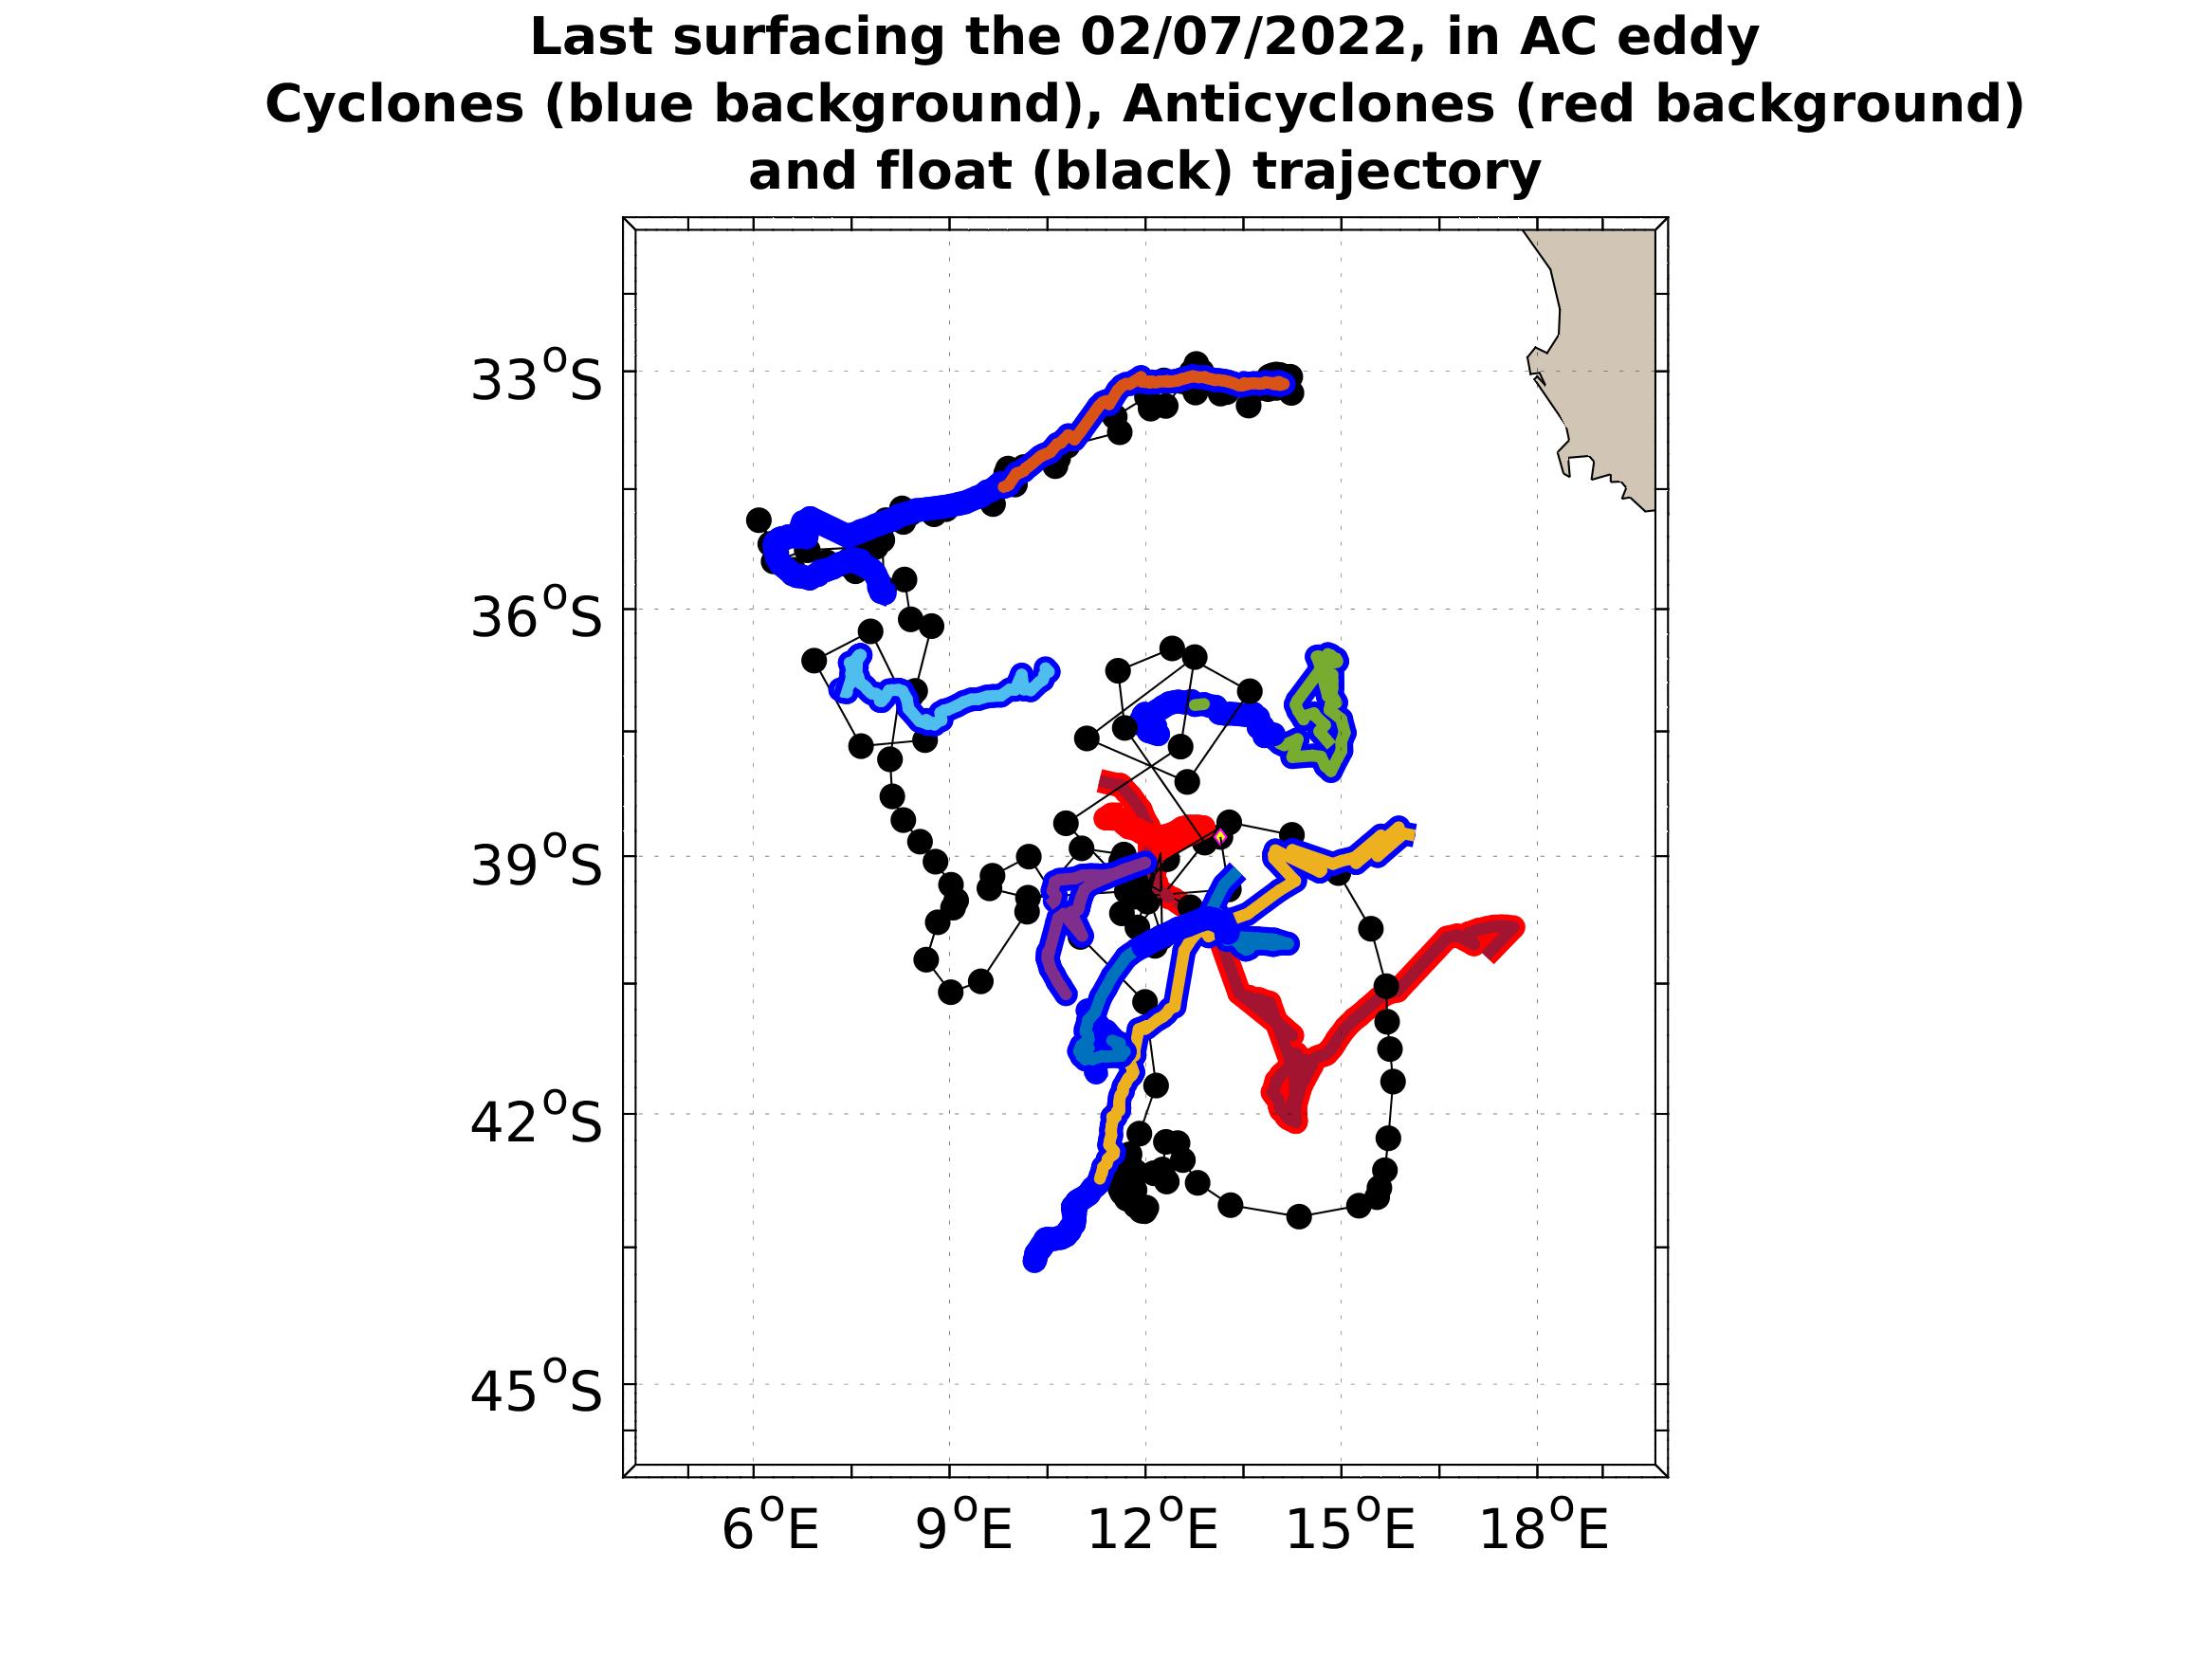 Last surfacing the 02/07/2022, in AC eddy
Cyclones (blue background), Anticyclones (red background)
and float (black) trajectory
33°S
36°S
39°S
42°S
45°S
6°E 9°E 12°E 15°E 18°E